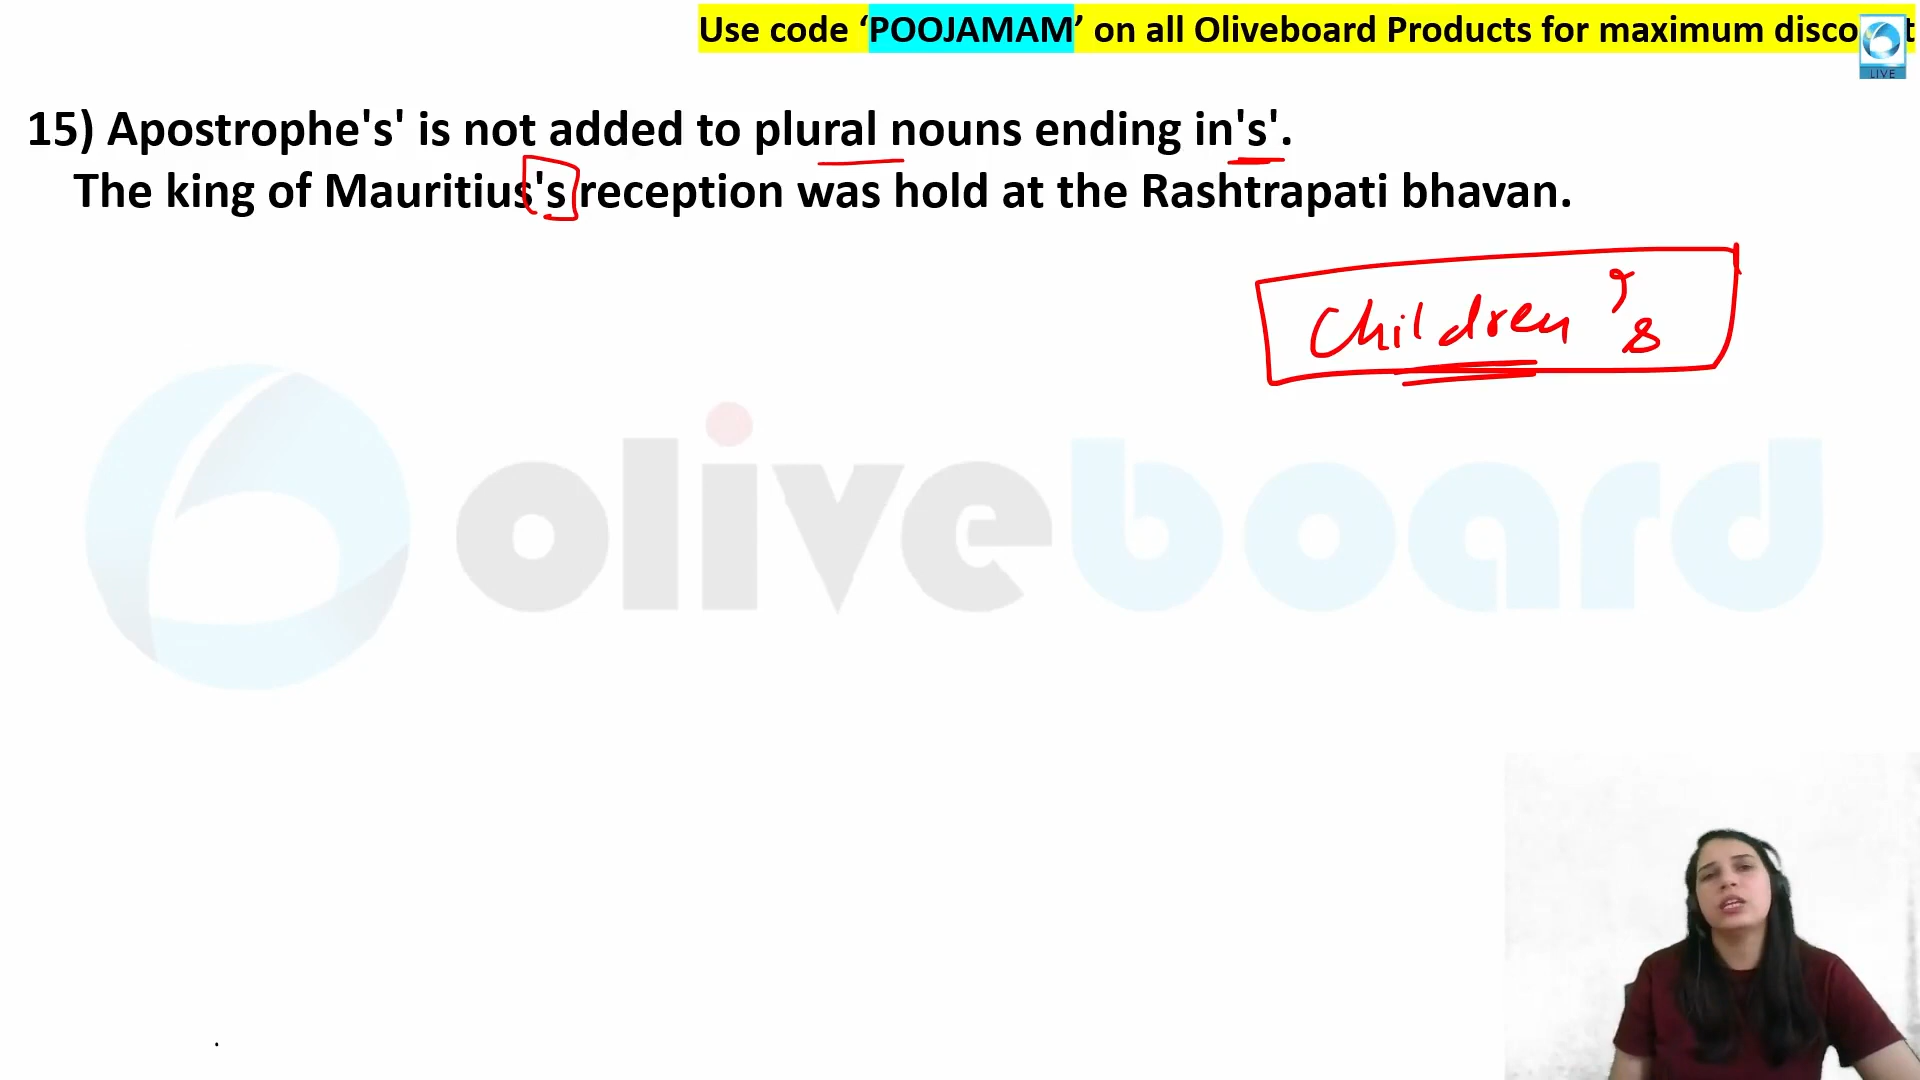 Use code ‘POOJAMAM’ on all Oliveboard Products for maximum disco t
LIVE
15) Apostrophe's' is not added to plural nouns ending in's'.
The king of Mauritius's reception was hold at the Rashtrapati bhavan.
Children's
oliveboard